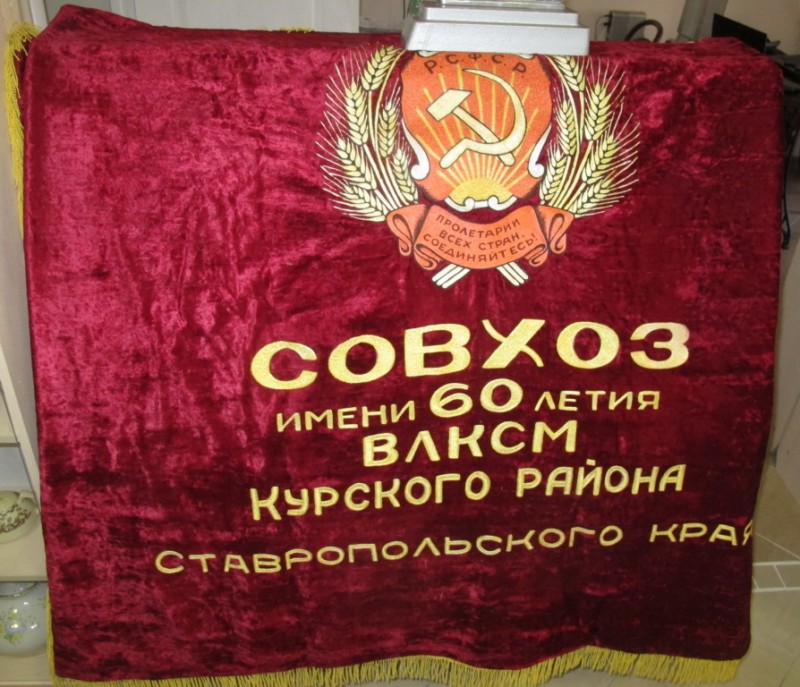 Р.С.Ф.С.Р.
ПРОЛЕТАРИИ
ВСЕХ СТРАН,
СОЕДИНЯЙТЕСЬ!
СОВХОЗ
ИМЕНИ 60 ЛЕТИЯ
ВЛКСМ
КУРСКОГО РАЙОНА
СТАВРОПОЛЬСКОГО КРАЯ